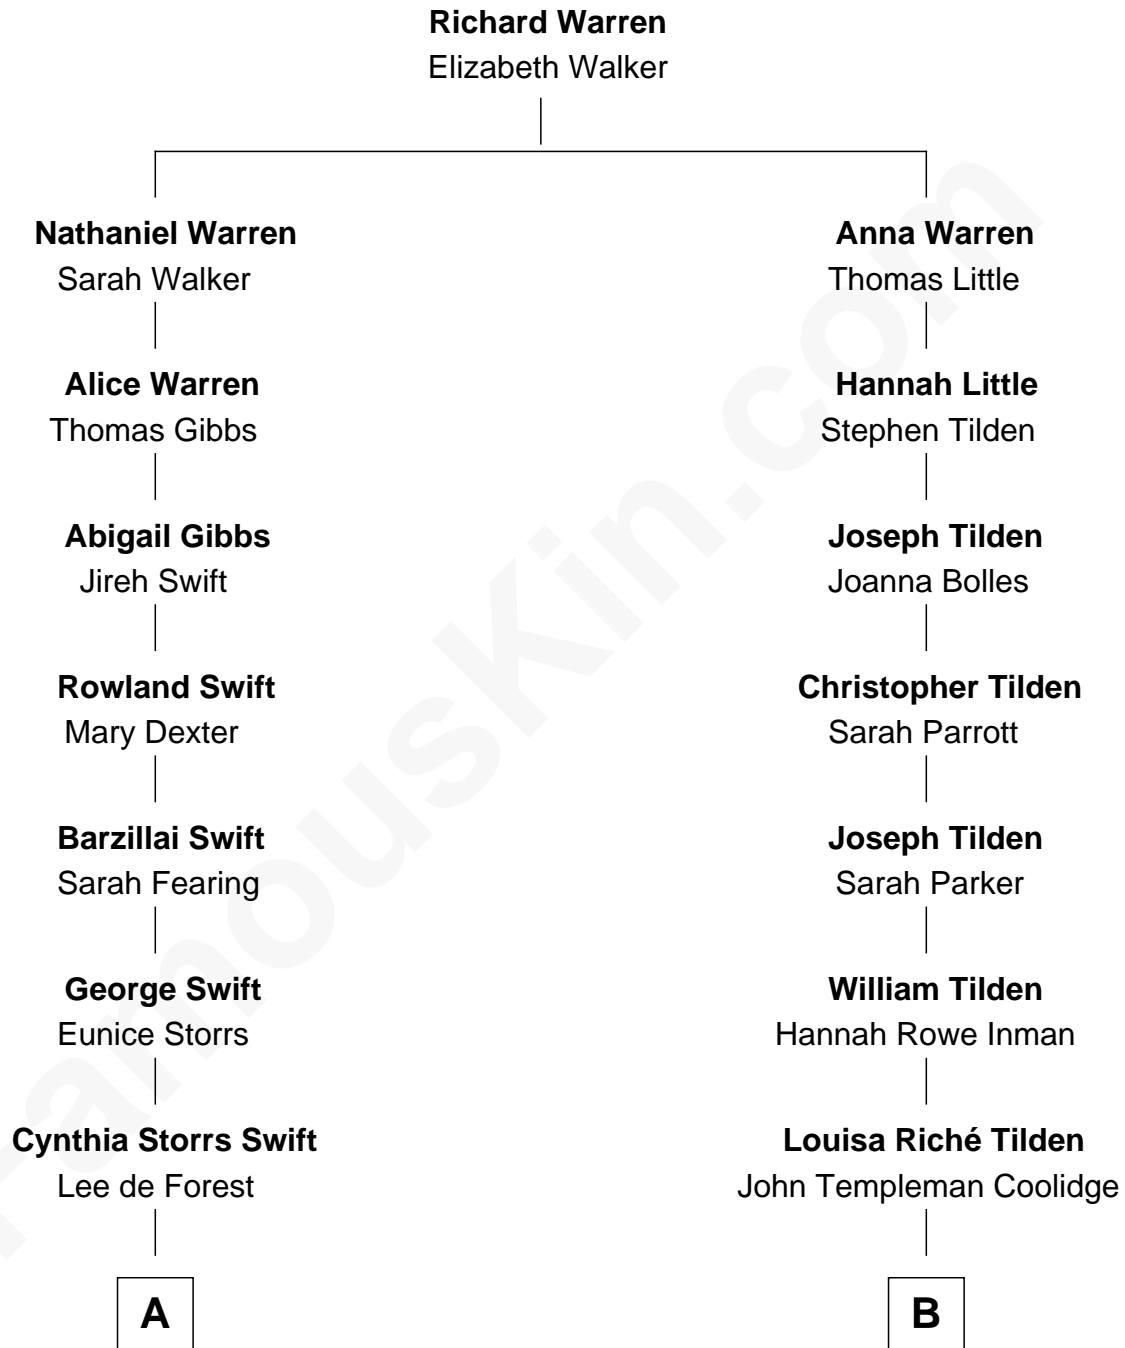 Richard Warren
Elizabeth Walker
Nathaniel Warren
Sarah Walker
Anna Warren
Thomas Little
Alice Warren
Thomas Gibbs
Hannah Little
Stephen Tilden
Abigail Gibbs
Jireh Swift
Joseph Tilden
Joanna Bolles
Rowland Swift
Mary Dexter
Christopher Tilden
Sarah Parrott
Barzillai Swift
Sarah Fearing
Joseph Tilden
Sarah Parker
George Swift
Eunice Storrs
William Tilden
Hannah Rowe Inman
Cynthia Storrs Swift
Lee de Forest
Louisa Riché Tilden
John Templeman Coolidge
A
B
FamousKin.com